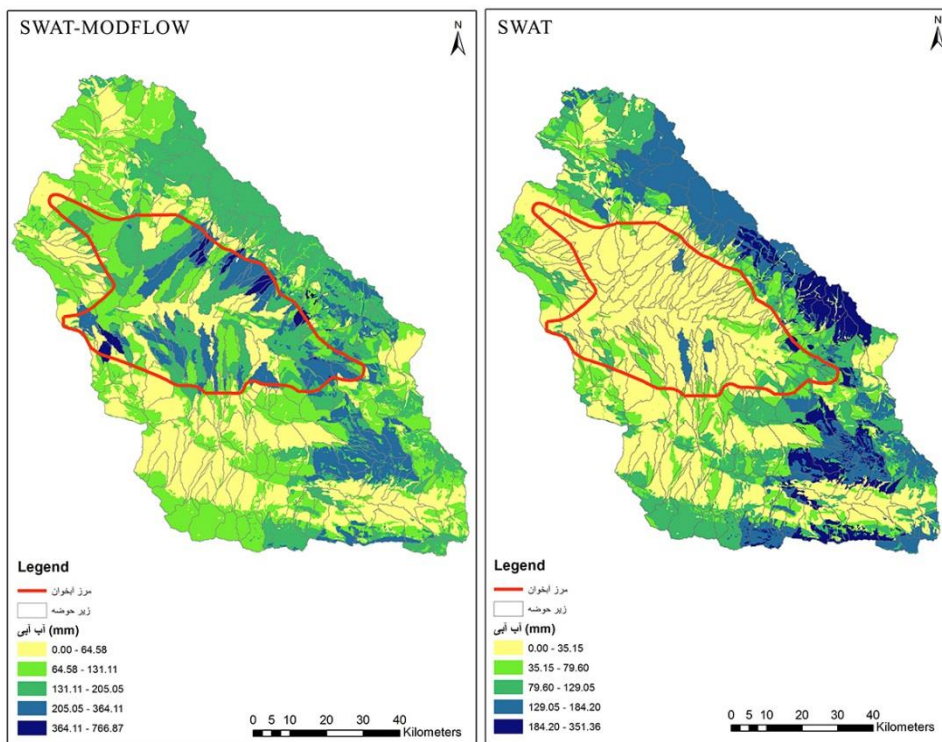 SWAT-MODFLOW
N
Legend
مرز آبخوان
زیر حوضه
آب آبی (mm)
0.00 - 64.58
64.58 - 131.11
131.11 - 205.05
205.05 - 364.11
364.11 - 766.87
0 5 10 20 30 40
Kilometers
SWAT
N
Legend
مرز آبخوان
زیر حوضه
آب آبی (mm)
0.00 - 35.15
35.15 - 79.60
79.60 - 129.05
129.05 - 184.20
184.20 - 351.36
0 5 10 20 30 40
Kilometers